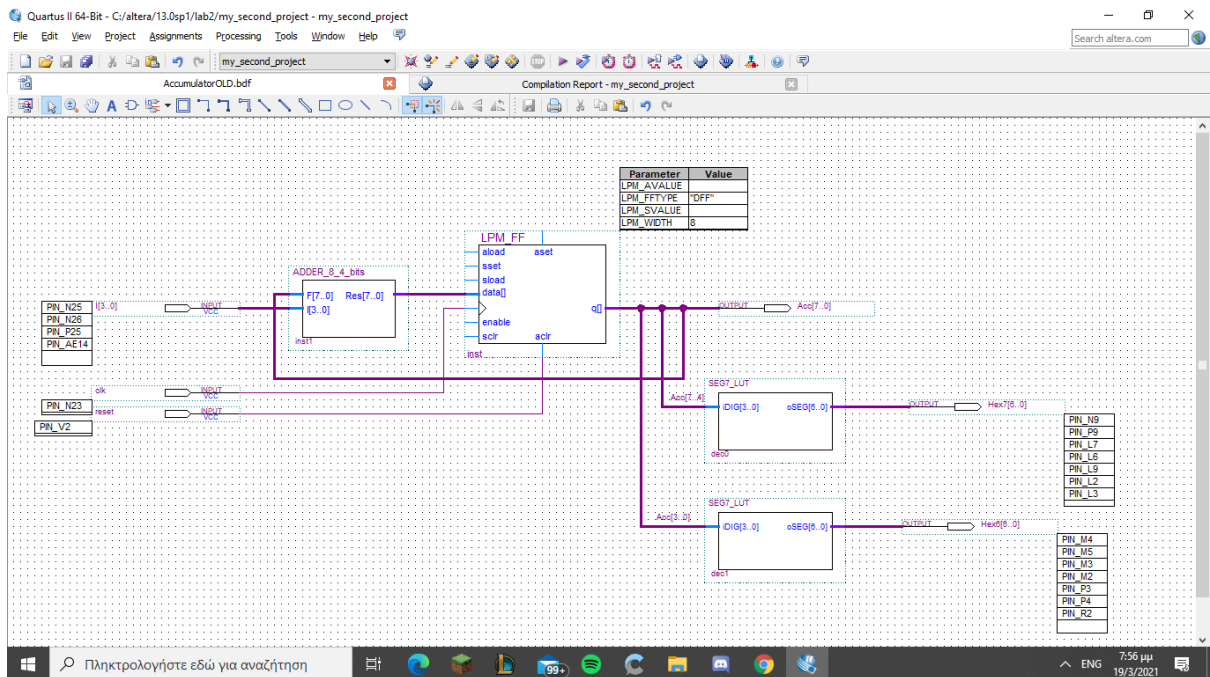 Quartus II 64-Bit - C:/altera/13.0sp1/lab2/my_second_project - my_second_project
File Edit View Project Assignments Processing Tools Window Help
Search altera.com
my_second_project
AccumulatorOLD.bdf
Compilation Report - my_second_project
Parameter Value
LPM_AVALUE
LPM_FFTYPE "DFF"
LPM_SVALUE
LPM_WIDTH 8
LPM_FF
aload aset
sset
sload
data[]
q[]
enable
sclr aclr
inst
ADDER_8_4_bits
F[7..0] Res[7..0]
I[3..0]
inst1
I[3..0] INPUT VCC
PIN_N25
PIN_N26
PIN_P25
PIN_AE14
clk INPUT VCC
PIN_N23
reset INPUT VCC
PIN_V2
OUTPUT Acc[7..0]
SEG7_LUT
Acc[7..4]
iDIG[3..0] oSEG[6..0]
dec0
OUTPUT Hex7[6..0]
PIN_N9
PIN_P9
PIN_L7
PIN_L6
PIN_L9
PIN_L2
PIN_L3
SEG7_LUT
Acc[3..0]
iDIG[3..0] oSEG[6..0]
dec1
OUTPUT Hex6[6..0]
PIN_M4
PIN_M5
PIN_M3
PIN_M2
PIN_P3
PIN_P4
PIN_R2
Πληκτρολογήστε εδώ για αναζήτηση
99+
ENG
7:56 μμ
19/3/2021